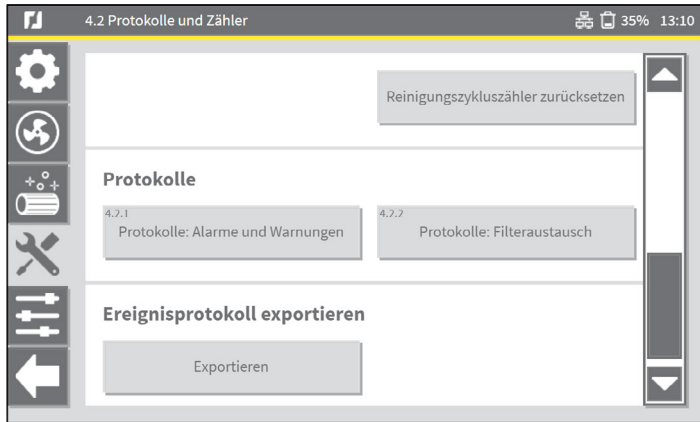 4.2 Protokolle und Zähler 35% 13:10
Reinigungszykluszähler zurücksetzen
Protokolle
4.2.1
Protokolle: Alarme und Warnungen
4.2.2
Protokolle: Filteraustausch
Ereignisprotokoll exportieren
Exportieren